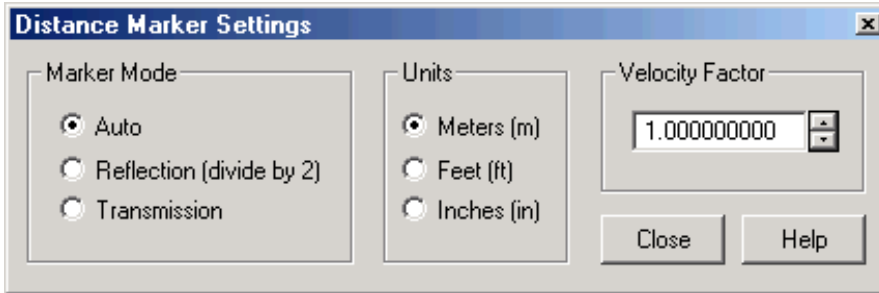 Distance Marker Settings
Marker Mode
Auto
Reflection (divide by 2)
Transmission
Units
Meters (m)
Feet (ft)
Inches (in)
Velocity Factor
1.000000000
Close
Help